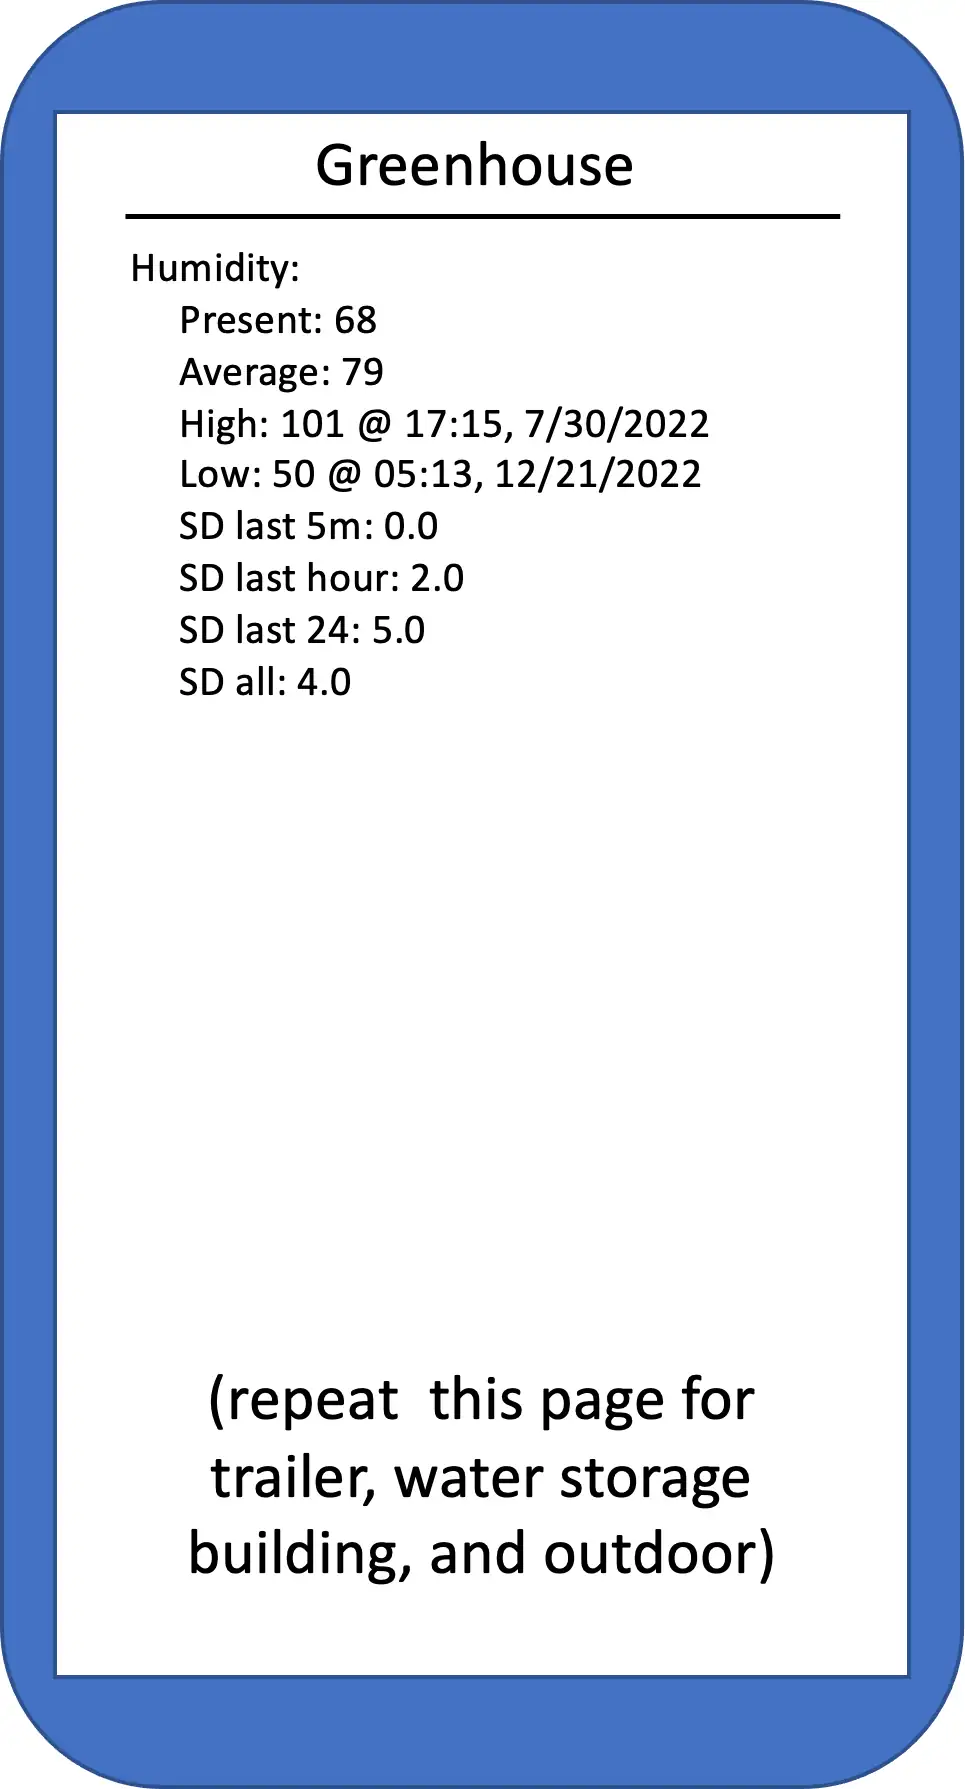 Greenhouse
Humidity:
Present: 68
Average: 79
High: 101 @ 17:15, 7/30/2022
Low: 50 @ 05:13, 12/21/2022
SD last 5m: 0.0
SD last hour: 2.0
SD last 24: 5.0
SD all: 4.0
(repeat  this page for
trailer, water storage
building, and outdoor)